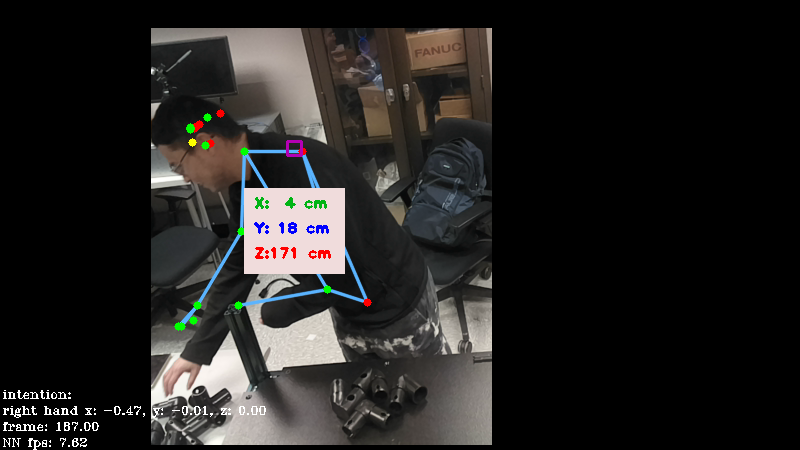 FANUC
X: 4 cm
Y: 18 cm
Z:171 cm
intention:
right hand x: -0.47, y: -0.01, z: 0.00
frame: 187.00
NN fps: 7.62